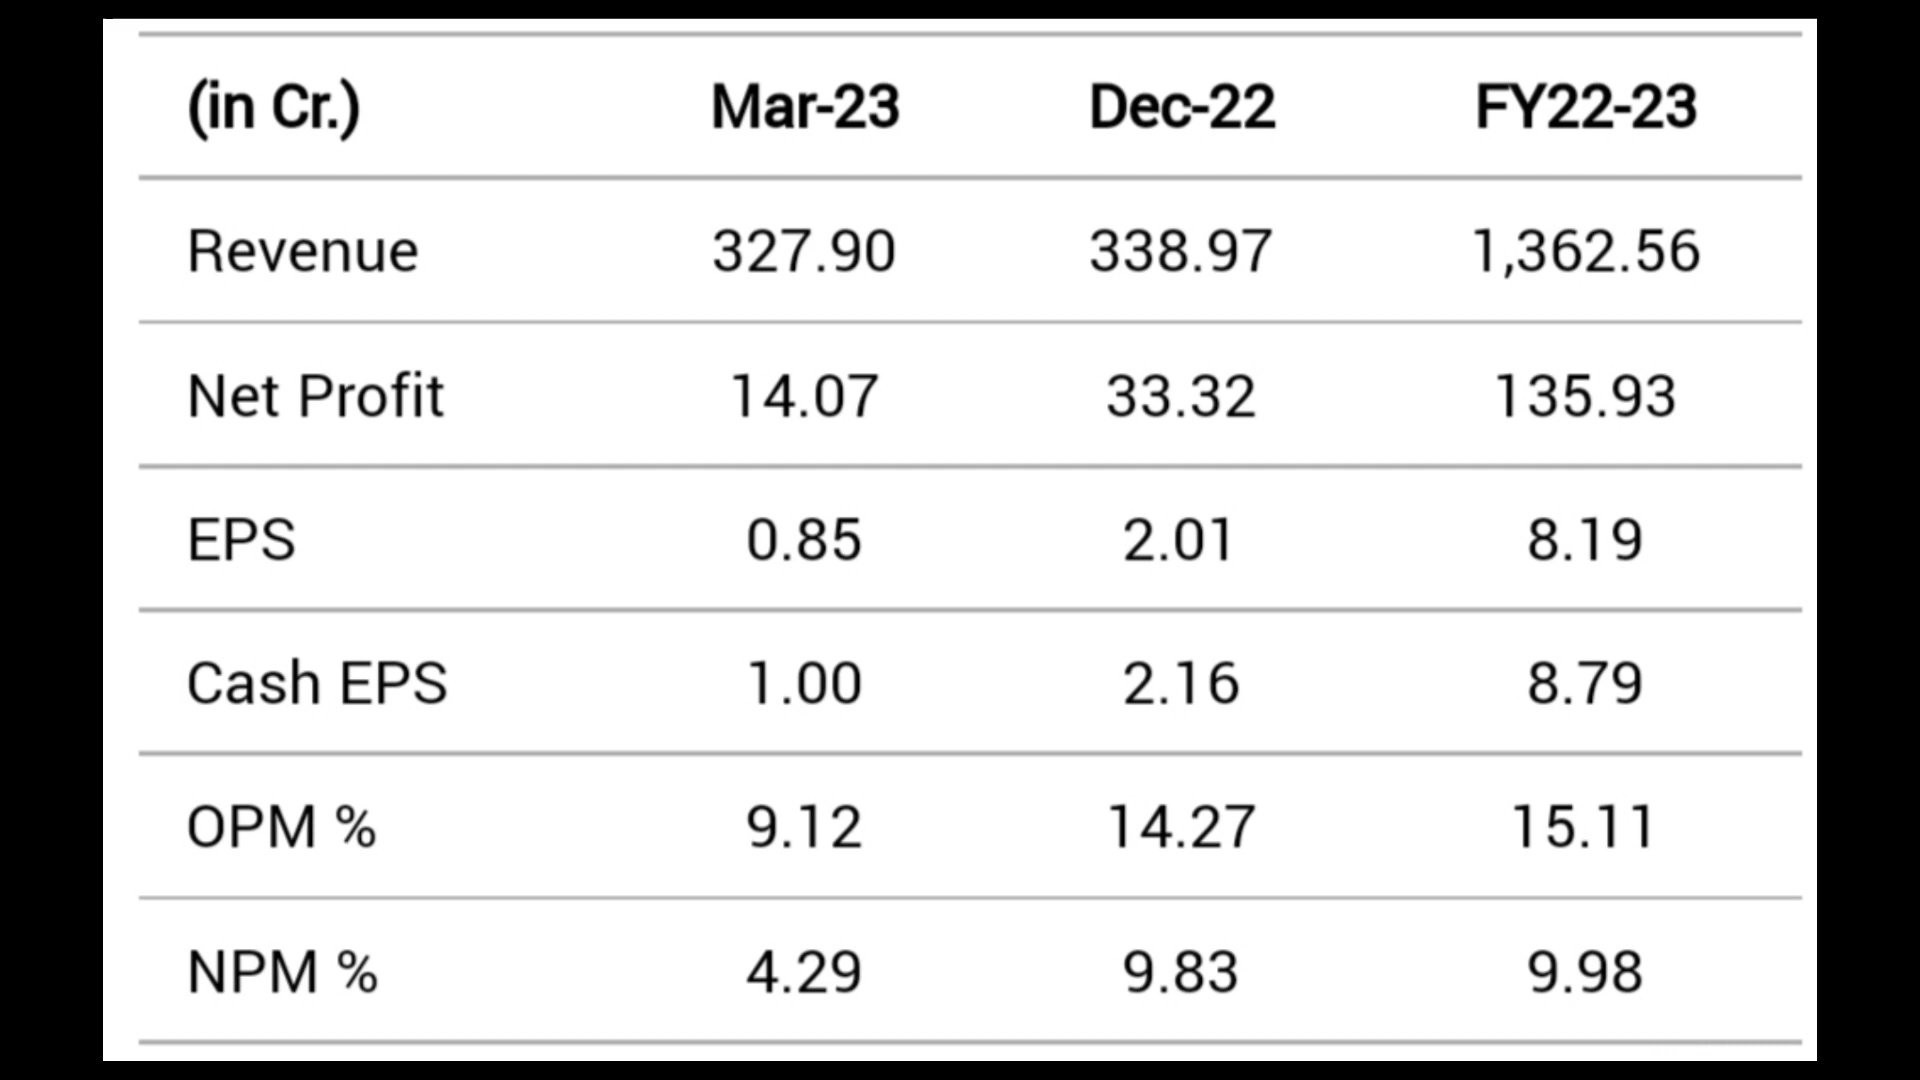 (in Cr.) Mar-23 Dec-22 FY22-23
Revenue 327.90 338.97 1,362.56
Net Profit 14.07 33.32 135.93
EPS 0.85 2.01 8.19
Cash EPS 1.00 2.16 8.79
OPM % 9.12 14.27 15.11
NPM % 4.29 9.83 9.98